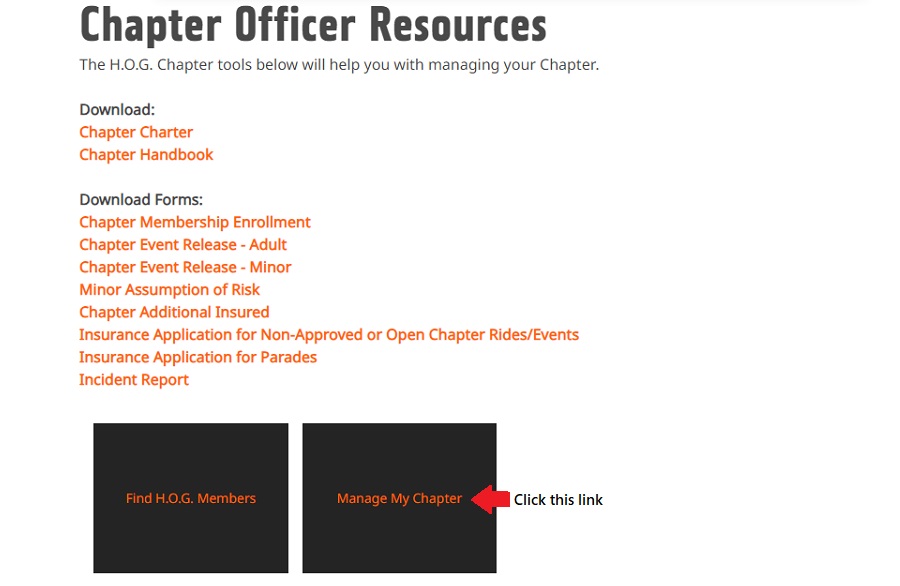 Chapter Officer Resources
The H.O.G. Chapter tools below will help you with managing your Chapter.
Download:
Chapter Charter
Chapter Handbook
Download Forms:
Chapter Membership Enrollment
Chapter Event Release - Adult
Chapter Event Release - Minor
Minor Assumption of Risk
Chapter Additional Insured
Insurance Application for Non-Approved or Open Chapter Rides/Events
Insurance Application for Parades
Incident Report
Find H.O.G. Members
Manage My Chapter
Click this link